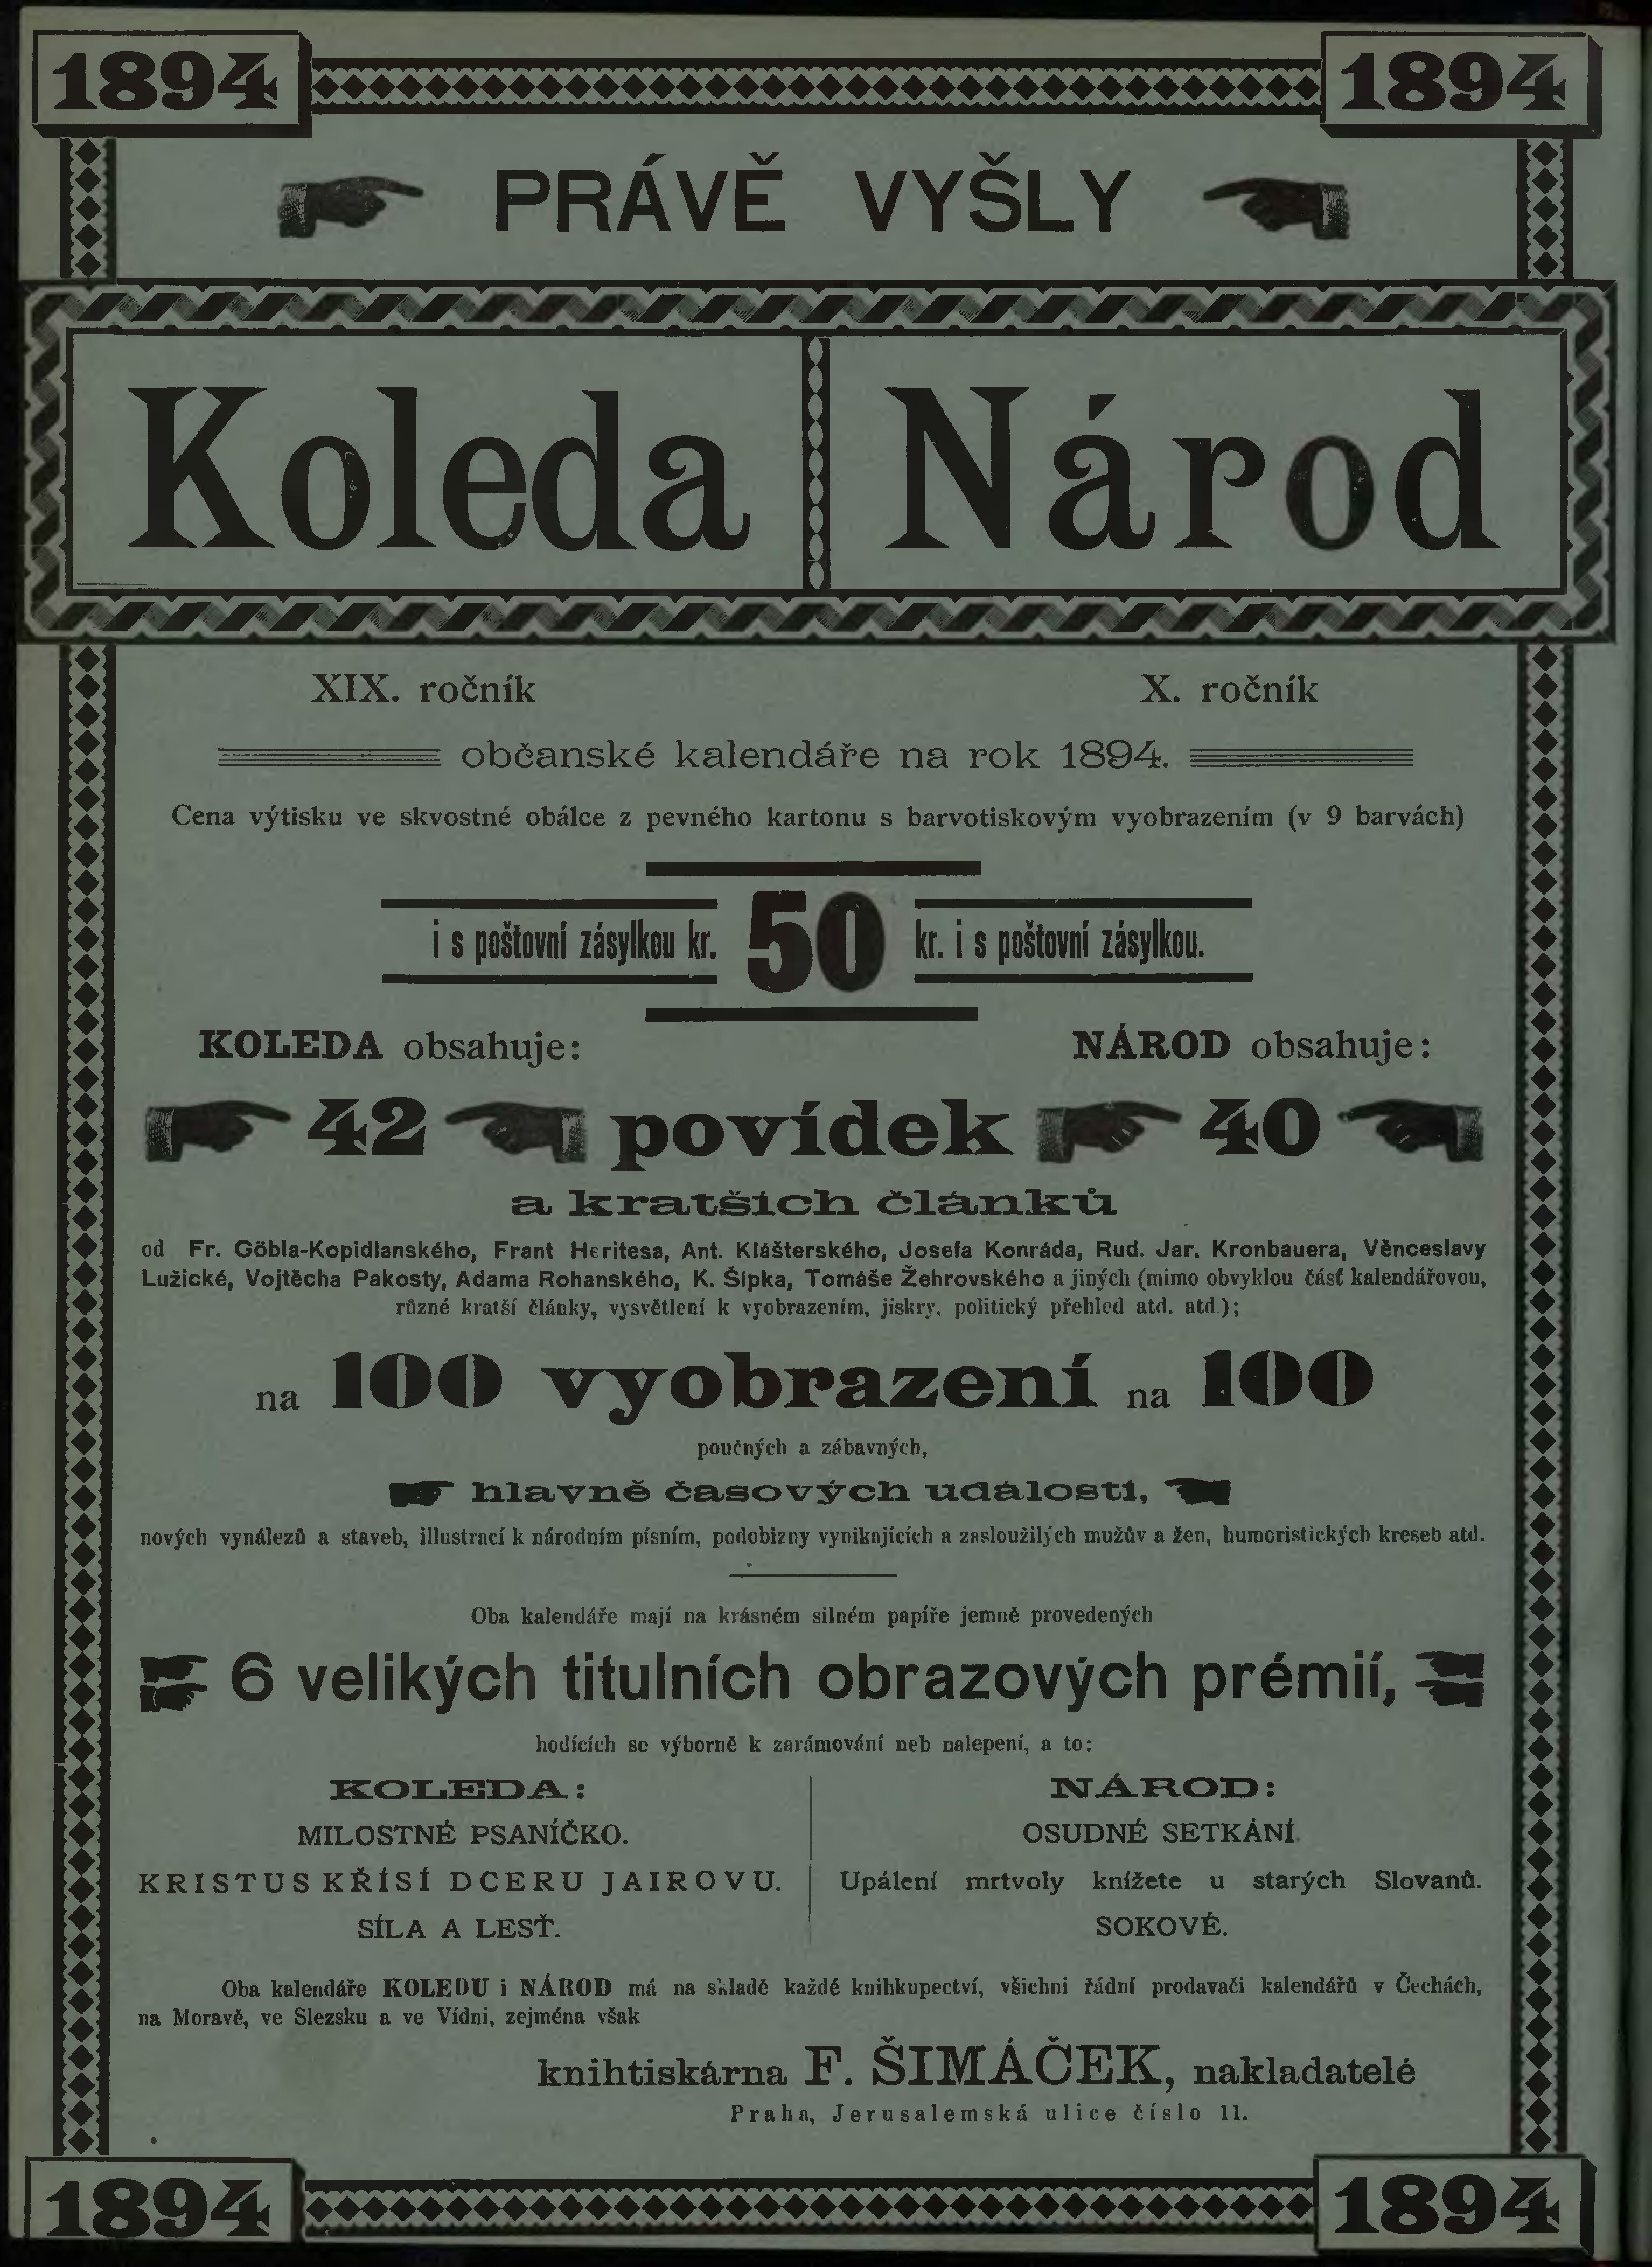 1894 1894
PRÁVĚ VYŠLY
Koleda Národ
XIX. ročník X. ročník
občanské kalendáře na rok 1894.
Cena výtisku ve skvostné obálce z pevného kartonu s barvotiskovým vyobrazením (v 9 barvách)
i s poštovní zásylkou kr. 50 kr. i s poštovní zásylkou.
KOLEDA obsahuje: NÁROD obsahuje:
42 povídek 40
a kratších článků
od Fr. Göbla-Kopidlanského, Frant Heritesa, Ant. Klášterského, Josefa Konráda, Rud. Jar. Kronbauera, Věnceslavy
Lužické, Vojtěcha Pakosty, Adama Rohanského, K. Šípka, Tomáše Žehrovského a jiných (mimo obvyklou část kalendářovou,
různé kratší články, vysvětlení k vyobrazením, jiskry, politický přehled atd. atd);
na 100 vyobrazení na 100
poučných a zábavných,
hlavně časových událostí,
nových vynálezů a staveb, illustrací k národním písním, podobizny vynikajících a zasloužilých mužův a žen, humoristických kreseb atd.
Oba kalendáře mají na krásném silném papíře jemně provedených
6 velikých titulních obrazových prémií,
hodících se výborně k zarámování neb nalepení, a to:
KOLEDA: NÁROD:
MILOSTNÉ PSANÍČKO. OSUDNÉ SETKÁNÍ.
KRISTUS KŘÍSÍ DCERU JAIROVU. Upálení mrtvoly knížete u starých Slovanů.
SÍLA A LESŤ. SOKOVÉ.
Oba kalendáře KOLEDU i NÁROD má na skladě každé knihkupectví, všichni řádní prodavači kalendářů v Čechách,
na Moravě, ve Slezsku a ve Vídni, zejména však
knihtiskárna F. ŠIMÁČEK, nakladatelé
Praha, Jerusalemská ulice číslo 11.
1894 1894